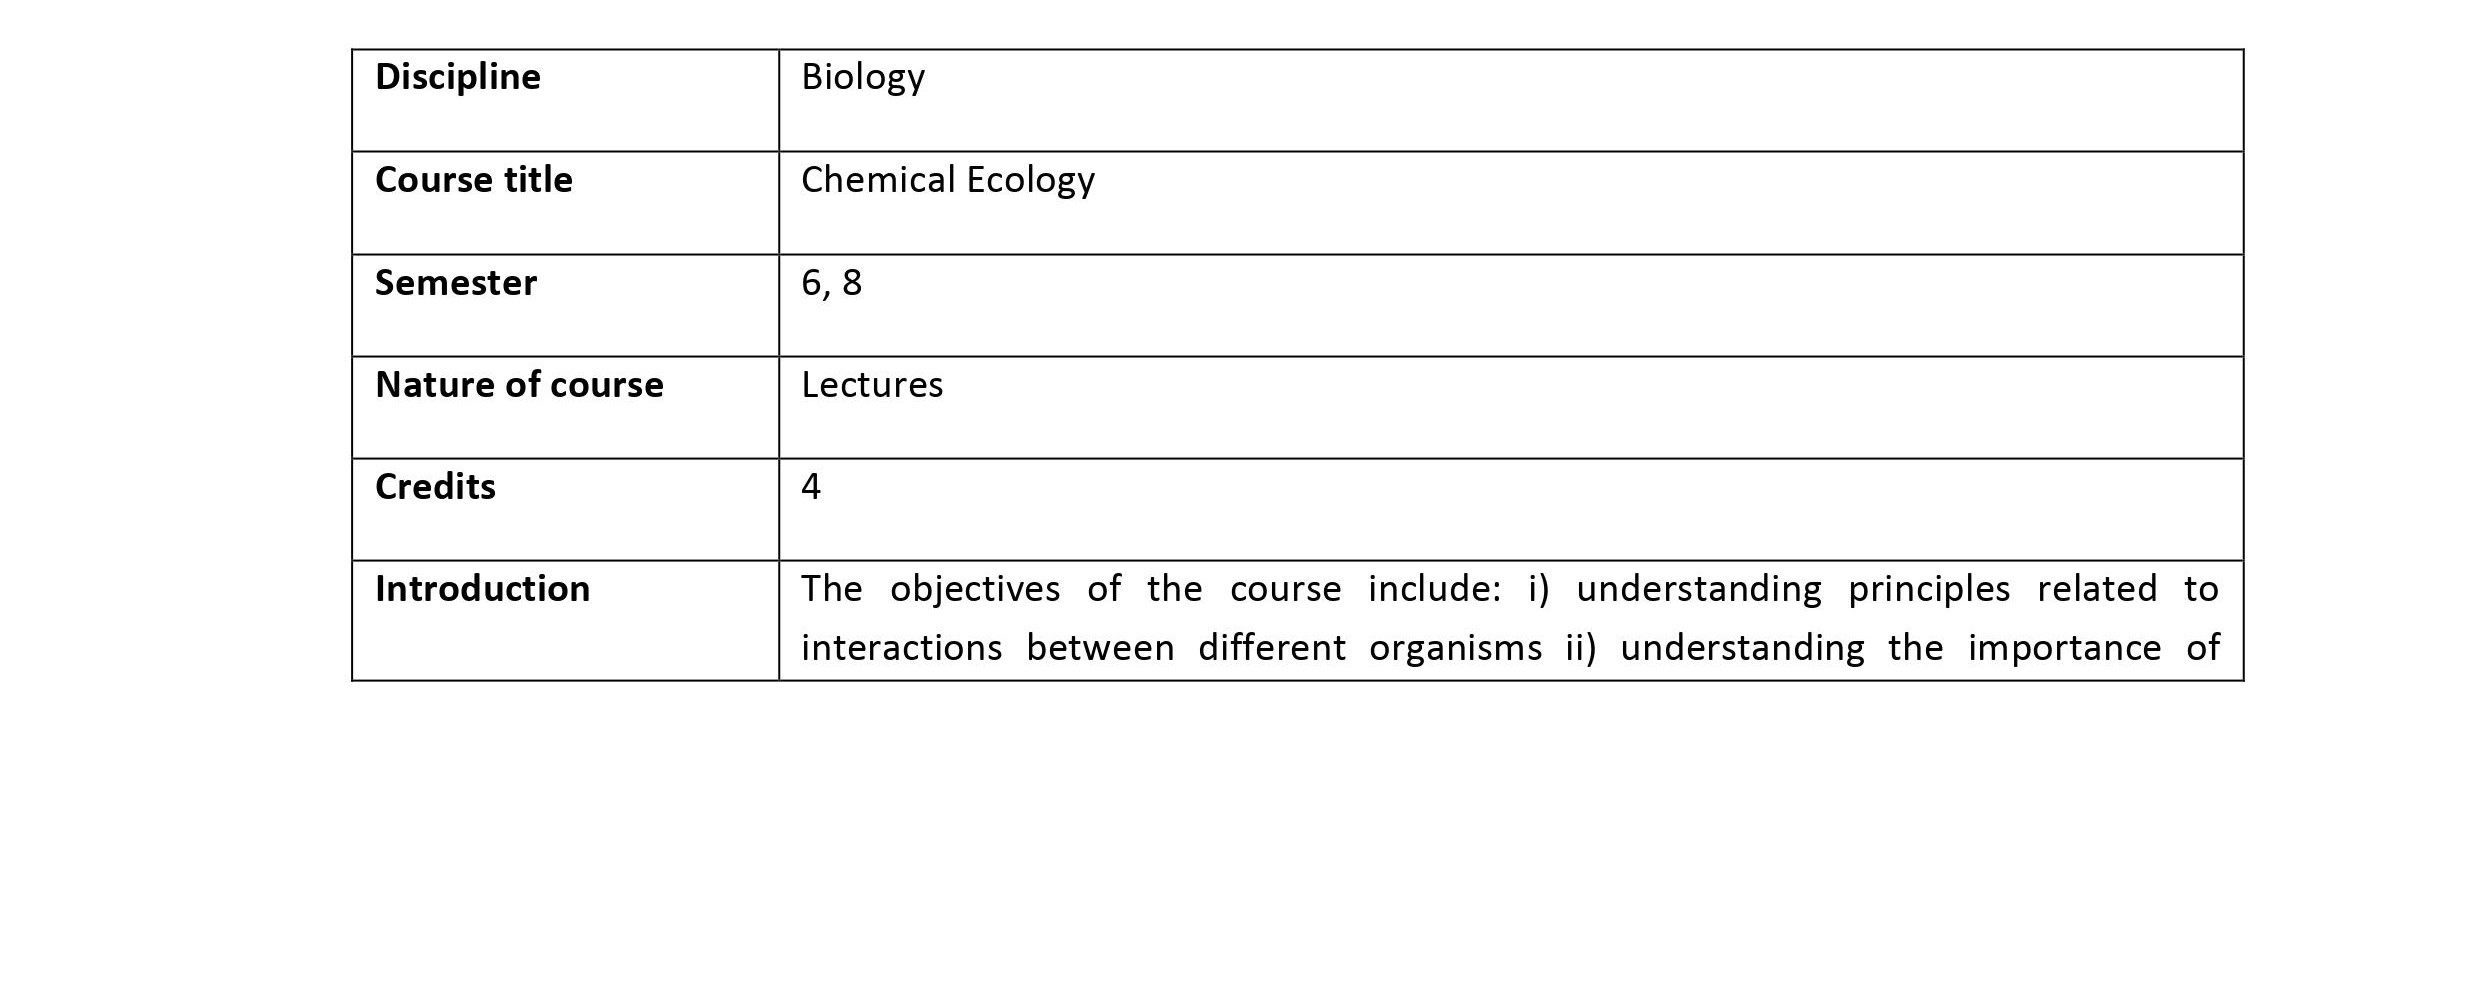 Discipline Biology
Course title Chemical Ecology
Semester 6, 8
Nature of course Lectures
Credits 4
Introduction The objectives of the course include: i) understanding principles related to
interactions between different organisms ii) understanding the importance of